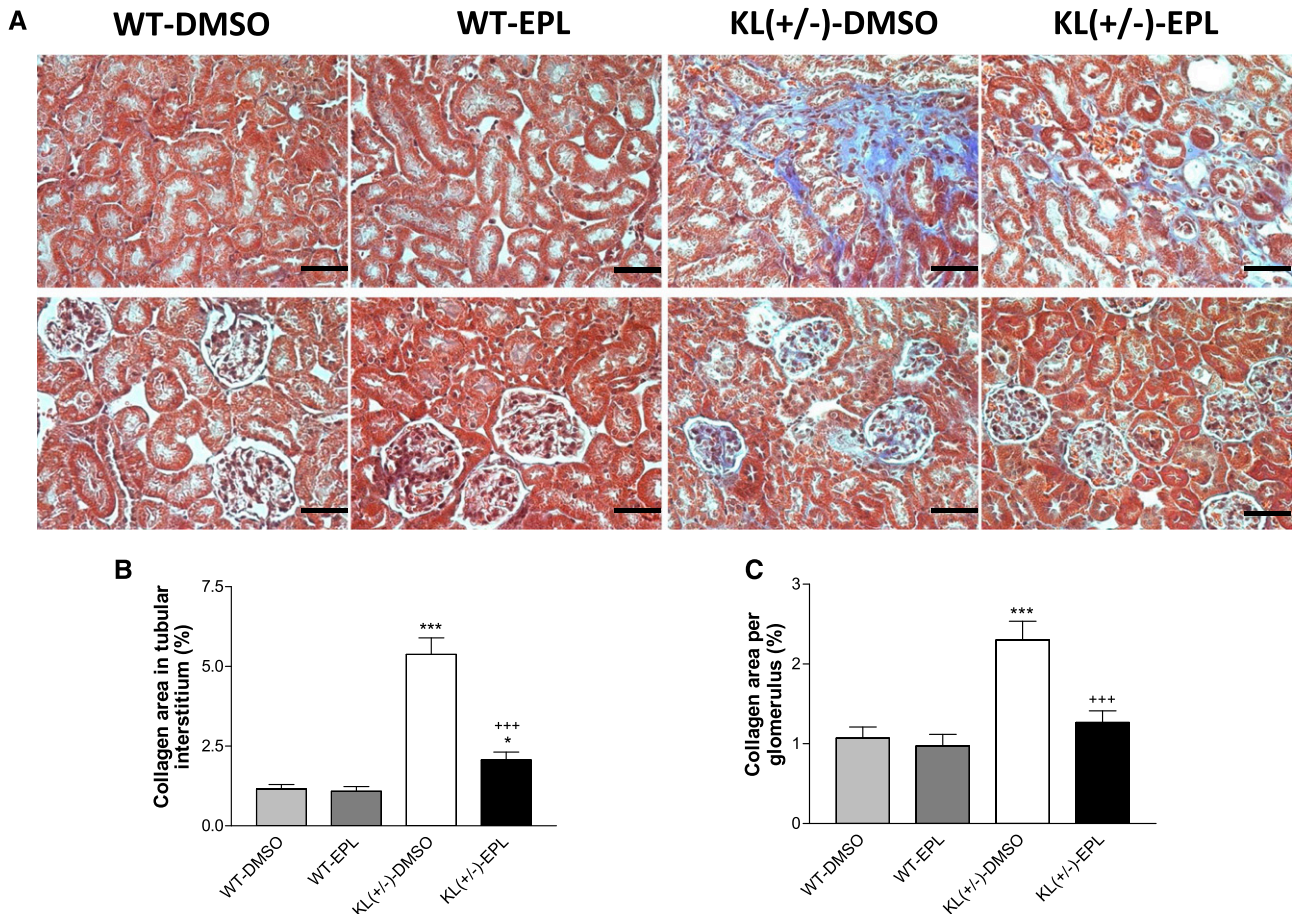 A
WT-DMSO
WT-EPL
KL(+/-)-DMSO
KL(+/-)-EPL
B
Collagen area in tubular
interstitium (%)
7.5
5.0
2.5
0.0
***
+++
*
WT-DMSO
WT-EPL
KL(+/-)-DMSO
KL(+/-)-EPL
C
Collagen area per
glomerulus (%)
3
2
1
0
***
+++
WT-DMSO
WT-EPL
KL(+/-)-DMSO
KL(+/-)-EPL